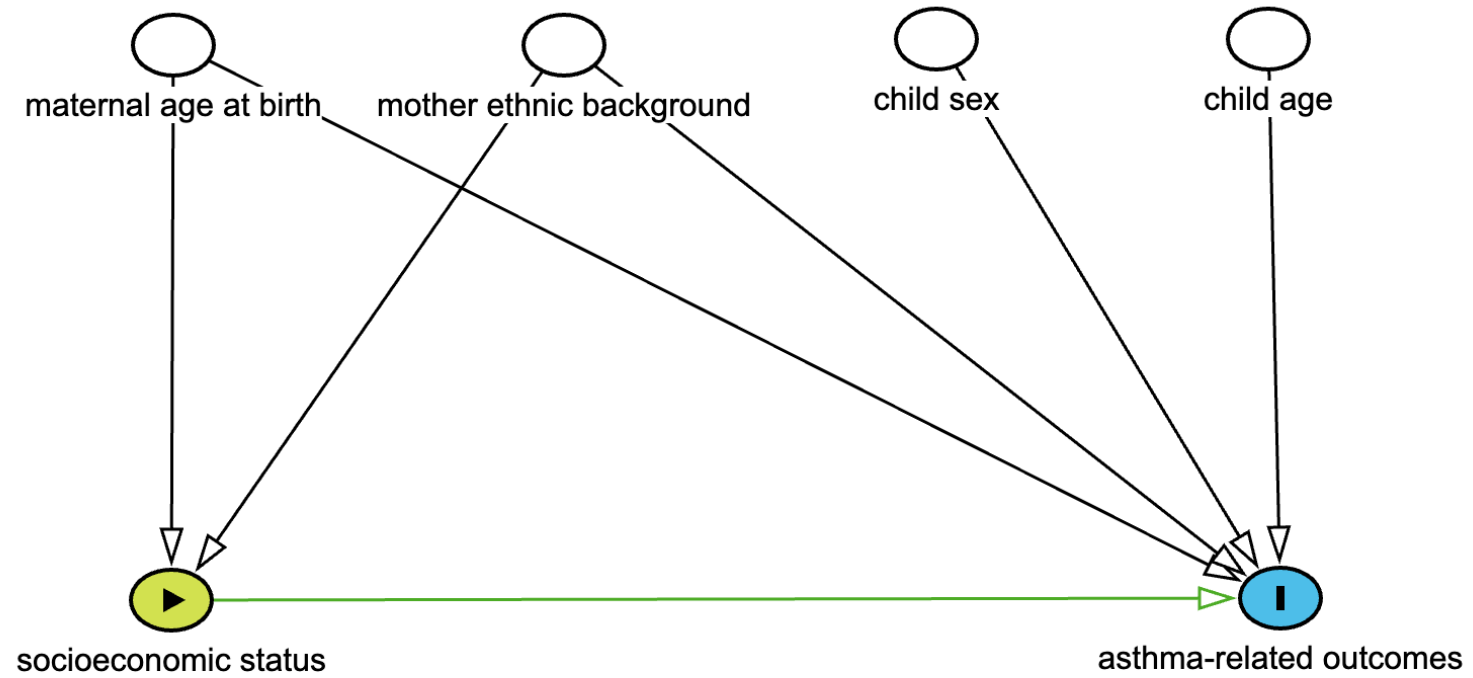 maternal age at birth
mother ethnic background
child sex
child age
socioeconomic status
asthma-related outcomes